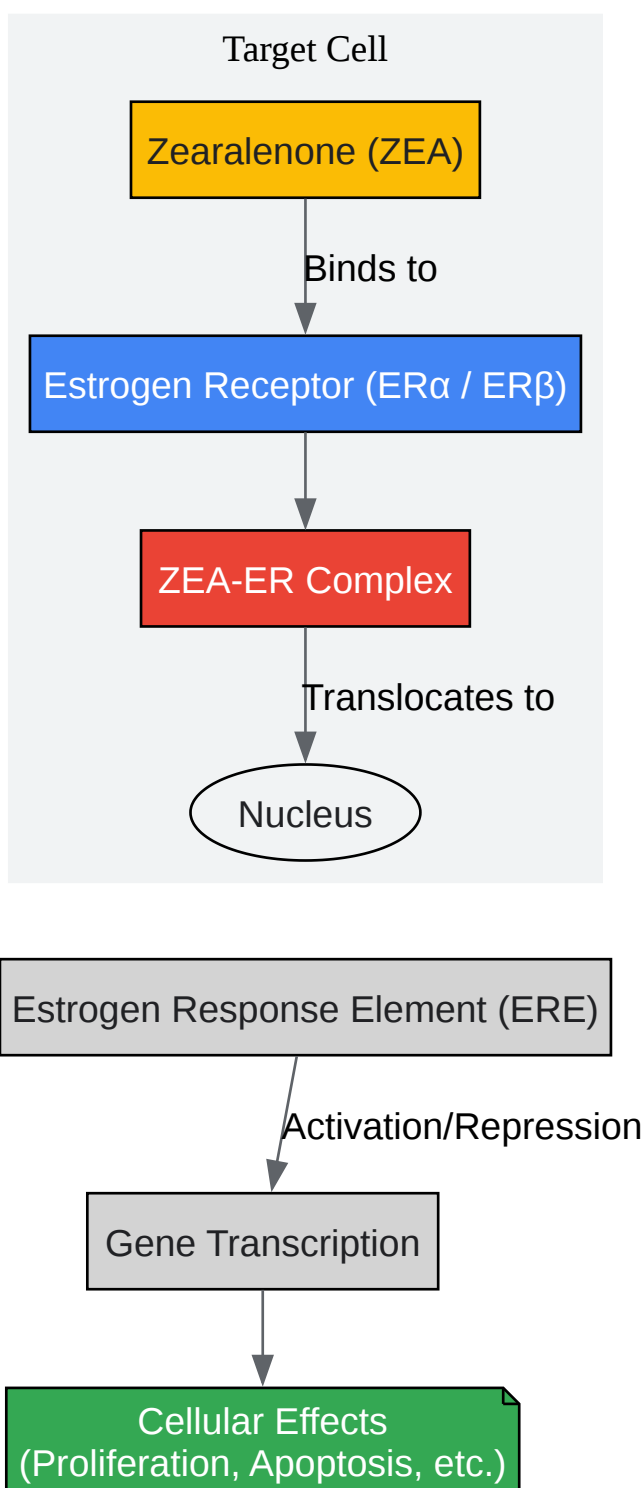 Target Cell
Zearalenone (ZEA)
Binds to
Estrogen Receptor (ERα / ERβ)
ZEA-ER Complex
Translocates to
Nucleus
Estrogen Response Element (ERE)
Activation/Repression
Gene Transcription
Cellular Effects
(Proliferation, Apoptosis, etc.)